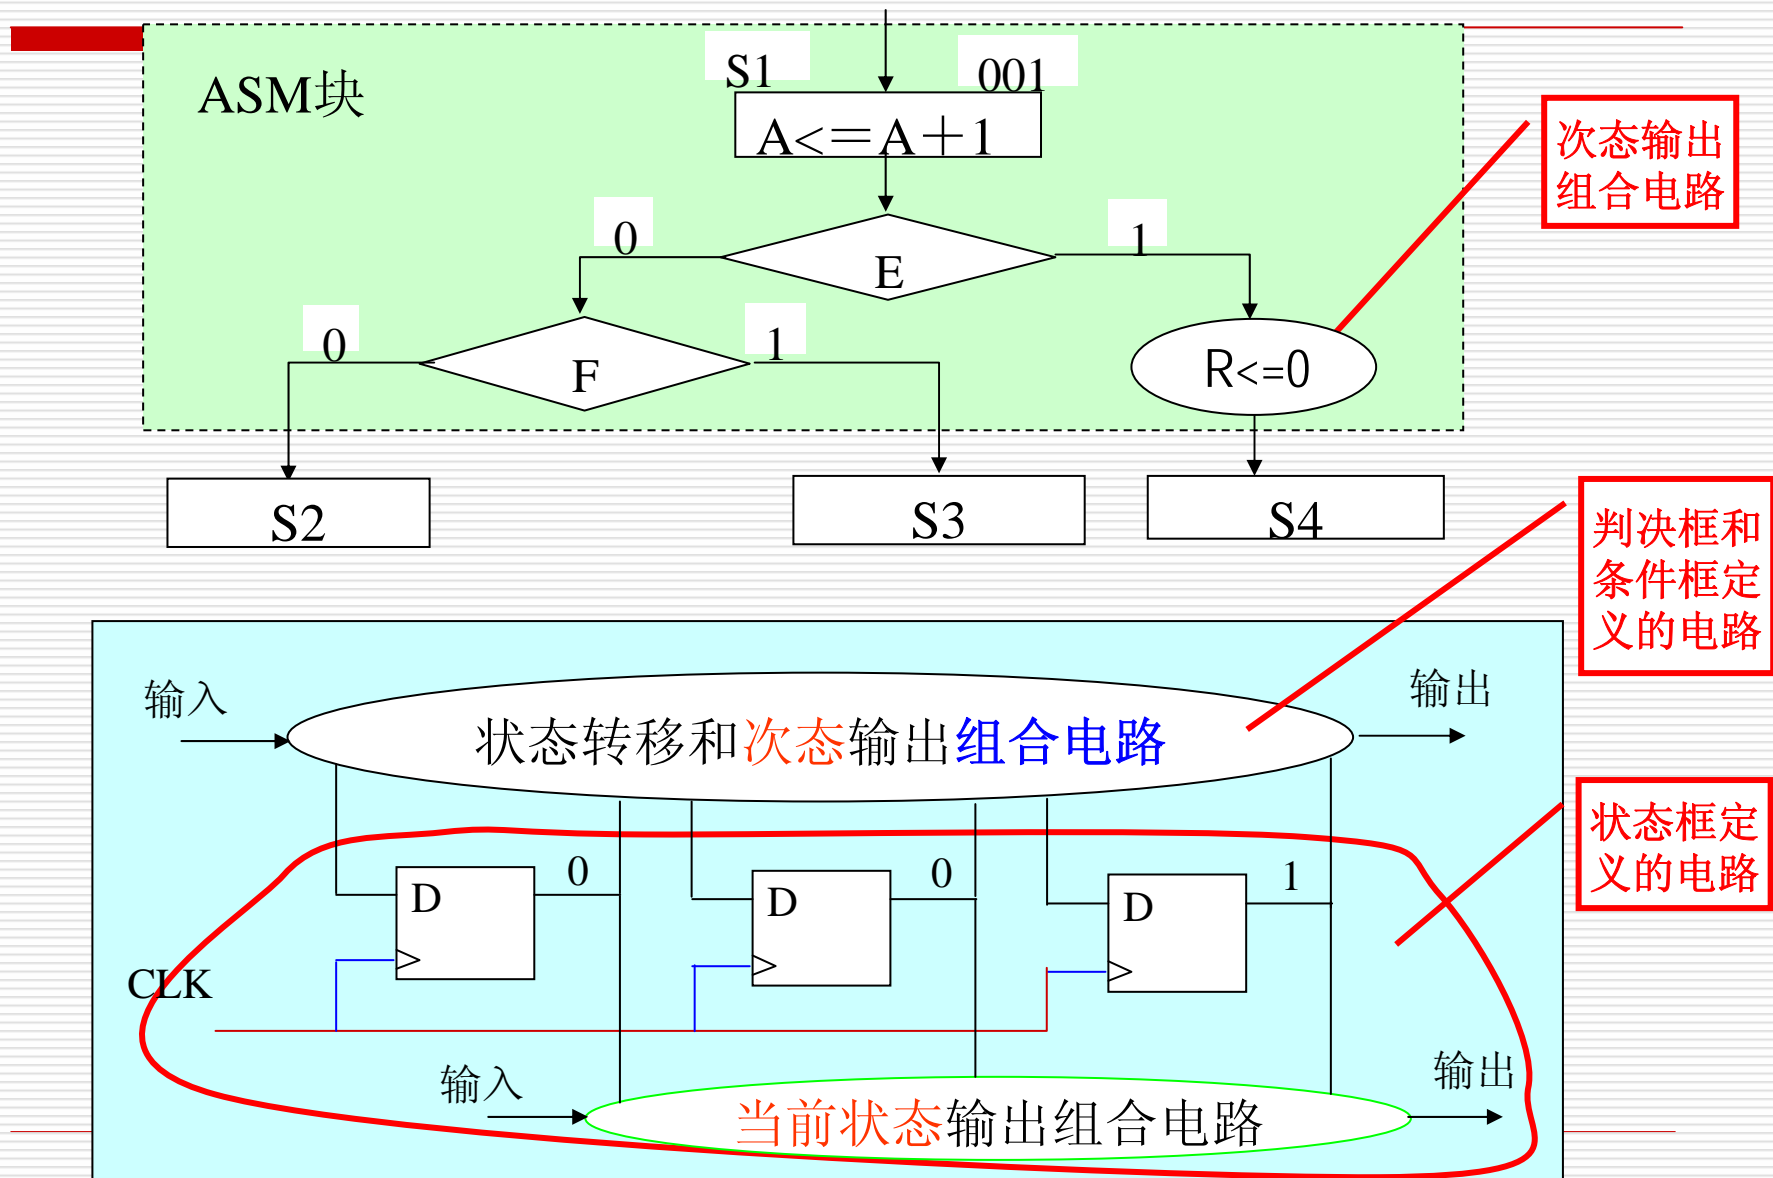 ASM块
S1
001
A<=A+1
0
E
1
0
F
1
R<=0
S2
S3
S4
次态输出
组合电路
判决框和
条件框定
义的电路
输入
状态转移和次态输出组合电路
输出
状态框定
义的电路
D
0
D
0
D
1
CLK
输入
当前状态输出组合电路
输出